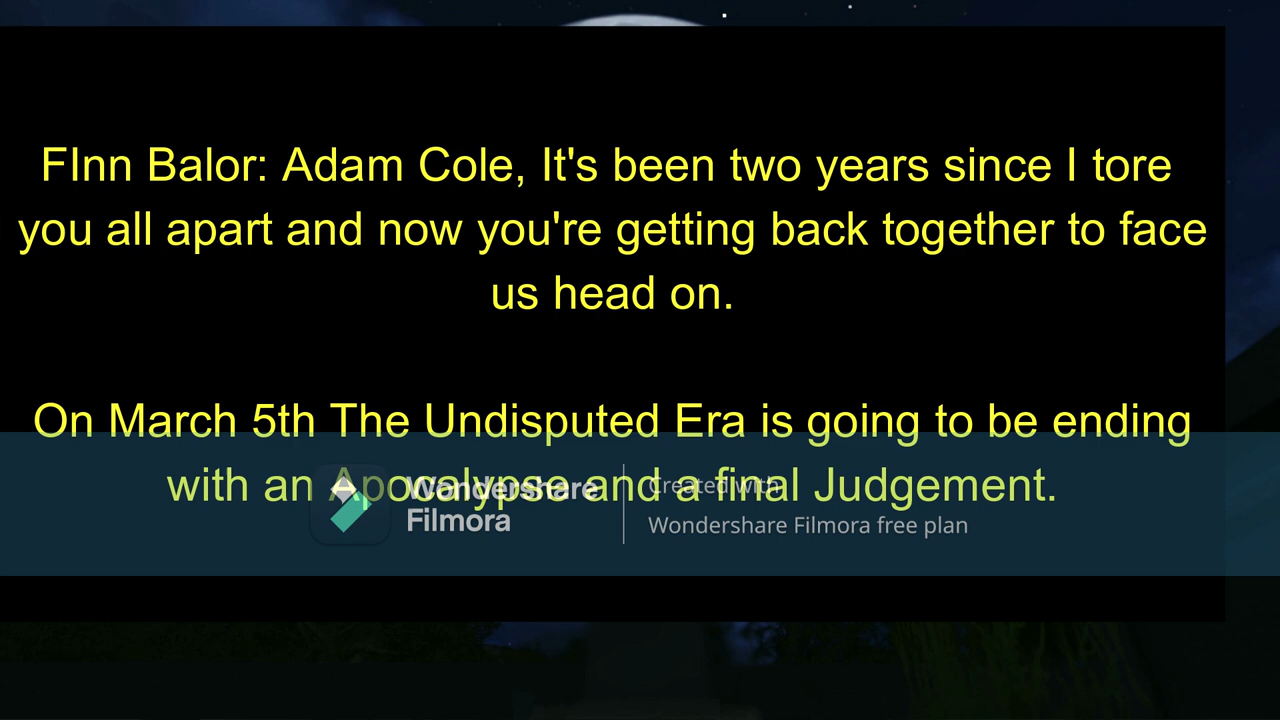 FInn Balor: Adam Cole, It's been two years since I tore
you all apart and now you're getting back together to face
us head on.
On March 5th The Undisputed Era is going to be ending
with an Apocalypse and a final Judgement.
Wondershare
Filmora
Created with
Wondershare Filmora free plan